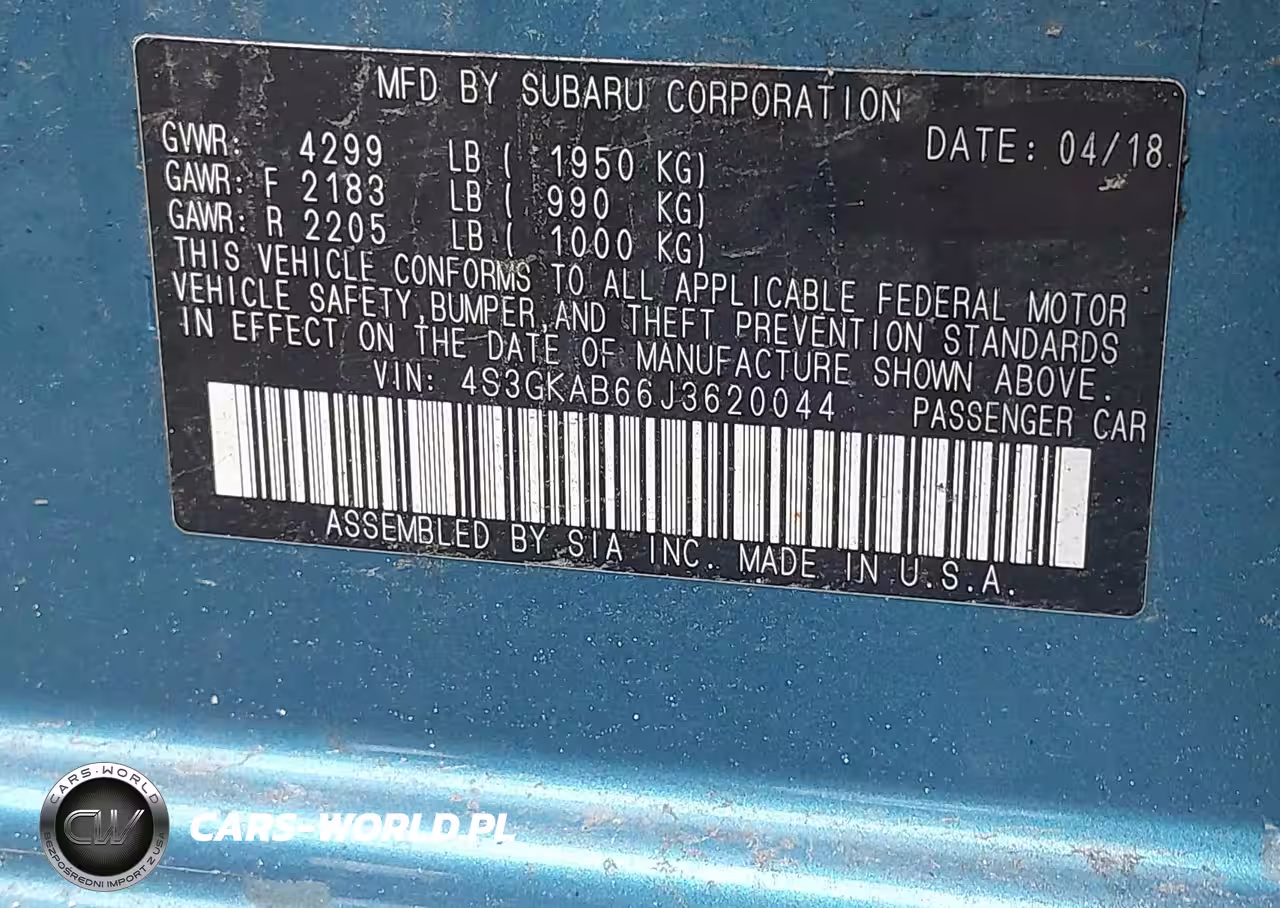 MFD BY SUBARU CORPORATION
DATE: 04/18
GVWR: 4299 LB ( 1950 KG)
GAWR: F 2183 LB ( 990 KG)
GAWR: R 2205 LB ( 1000 KG)
THIS VEHICLE CONFORMS TO ALL APPLICABLE FEDERAL MOTOR
VEHICLE SAFETY, BUMPER, AND THEFT PREVENTION STANDARDS
IN EFFECT ON THE DATE OF MANUFACTURE SHOWN ABOVE.
VIN: 4S3GKAB66J3620044 PASSENGER CAR
ASSEMBLED BY SIA INC. MADE IN U.S.A.
CARS-WORLD
CW
BEZPOŚREDNI IMPORT Z USA
CARS-WORLD.PL